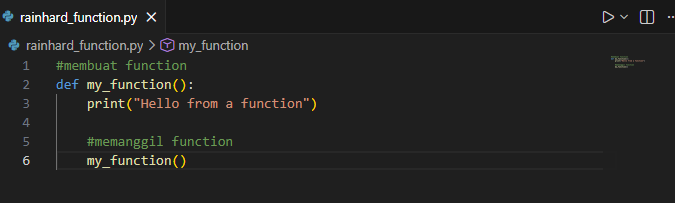 rainhard_function.py
rainhard_function.py > my_function
1 #membuat function
2 def my_function():
3     print("Hello from a function")
4
5     #memanggil function
6     my_function()